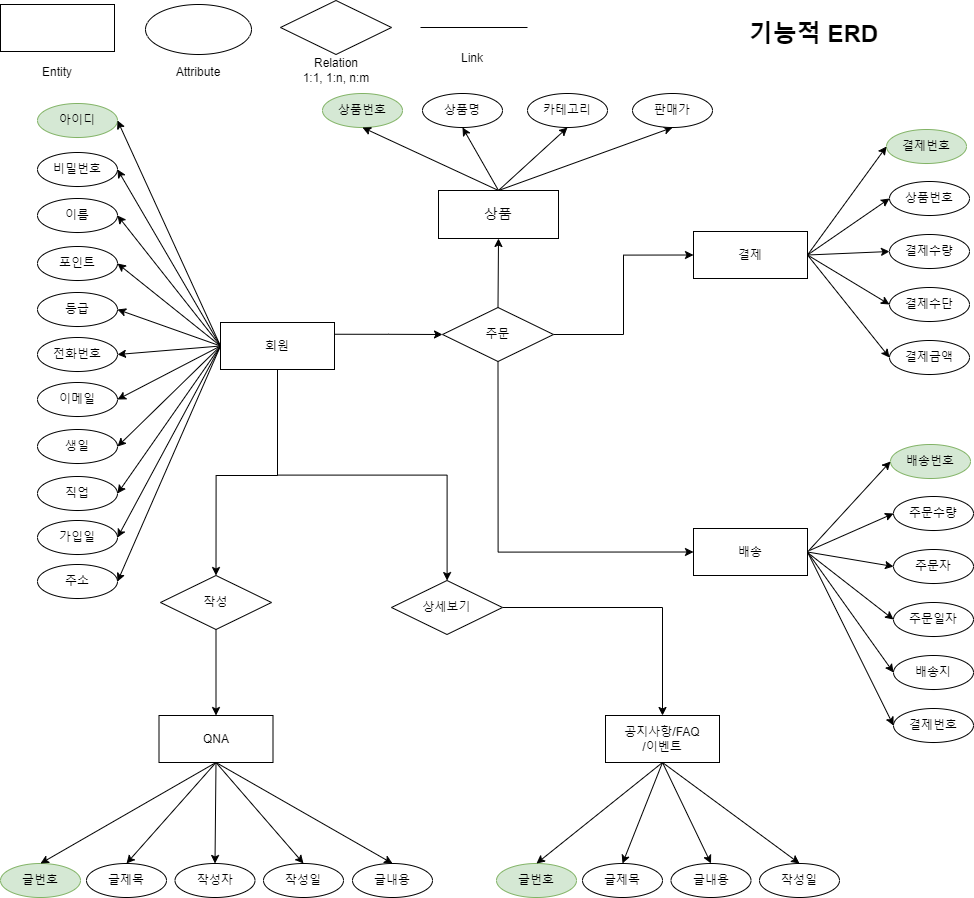 기능적 ERD
Entity
Attribute
Relation
1:1, 1:n, n:m
Link
아이디
비밀번호
이름
포인트
등급
전화번호
이메일
생일
직업
가입일
주소
회원
상품번호
상품명
카테고리
판매가
상품
주문
결제
결제번호
상품번호
결제수량
결제수단
결제금액
배송
배송번호
주문수량
주문자
주문일자
배송지
결제번호
작성
상세보기
QNA
공지사항/FAQ
/이벤트
글번호
글제목
작성자
작성일
글내용
글번호
글제목
글내용
작성일